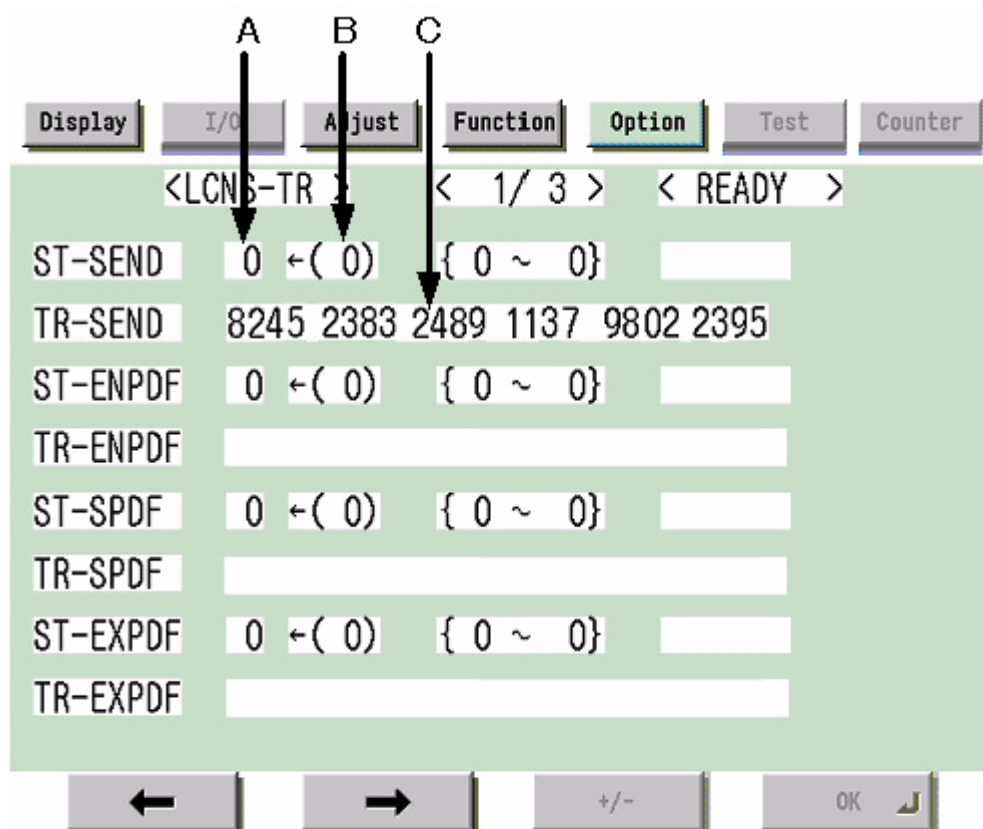 A B C
Display I/O Adjust Function Option Test Counter
<LCNS-TR > < 1/ 3 > < READY >
ST-SEND 0 ←( 0) { 0 ~ 0}
TR-SEND 8245 2383 2489 1137 9802 2395
ST-ENPDF 0 ←( 0) { 0 ~ 0}
TR-ENPDF
ST-SPDF 0 ←( 0) { 0 ~ 0}
TR-SPDF
ST-EXPDF 0 ←( 0) { 0 ~ 0}
TR-EXPDF
← → +/- OK